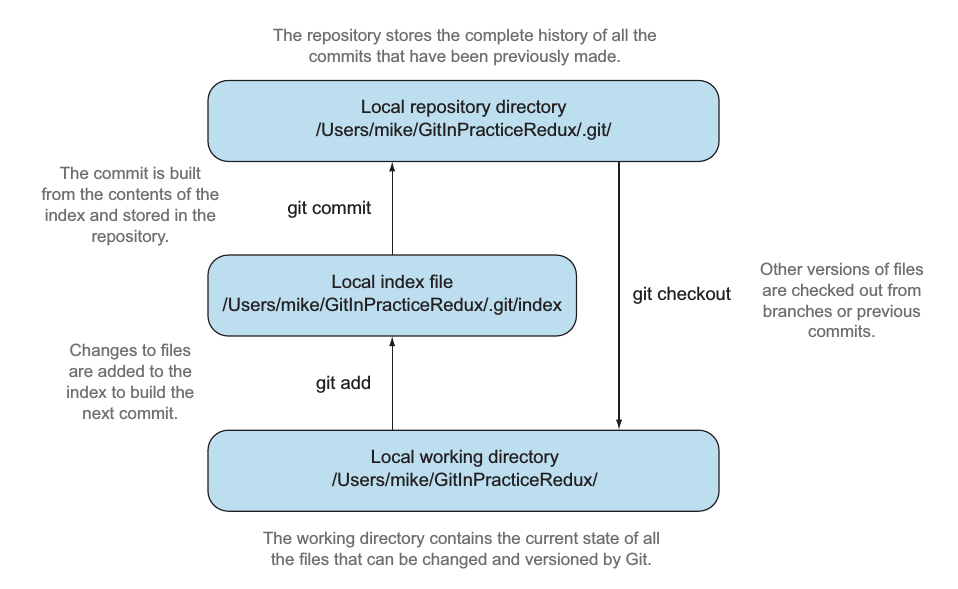 The repository stores the complete history of all the
commits that have been previously made.
Local repository directory
/Users/mike/GitInPracticeRedux/.git/
The commit is built
from the contents of the
index and stored in the
repository.
git commit
Local index file
/Users/mike/GitInPracticeRedux/.git/index
git checkout
Other versions of files
are checked out from
branches or previous
commits.
Changes to files
are added to the
index to build the
next commit.
git add
Local working directory
/Users/mike/GitInPracticeRedux/
The working directory contains the current state of all
the files that can be changed and versioned by Git.